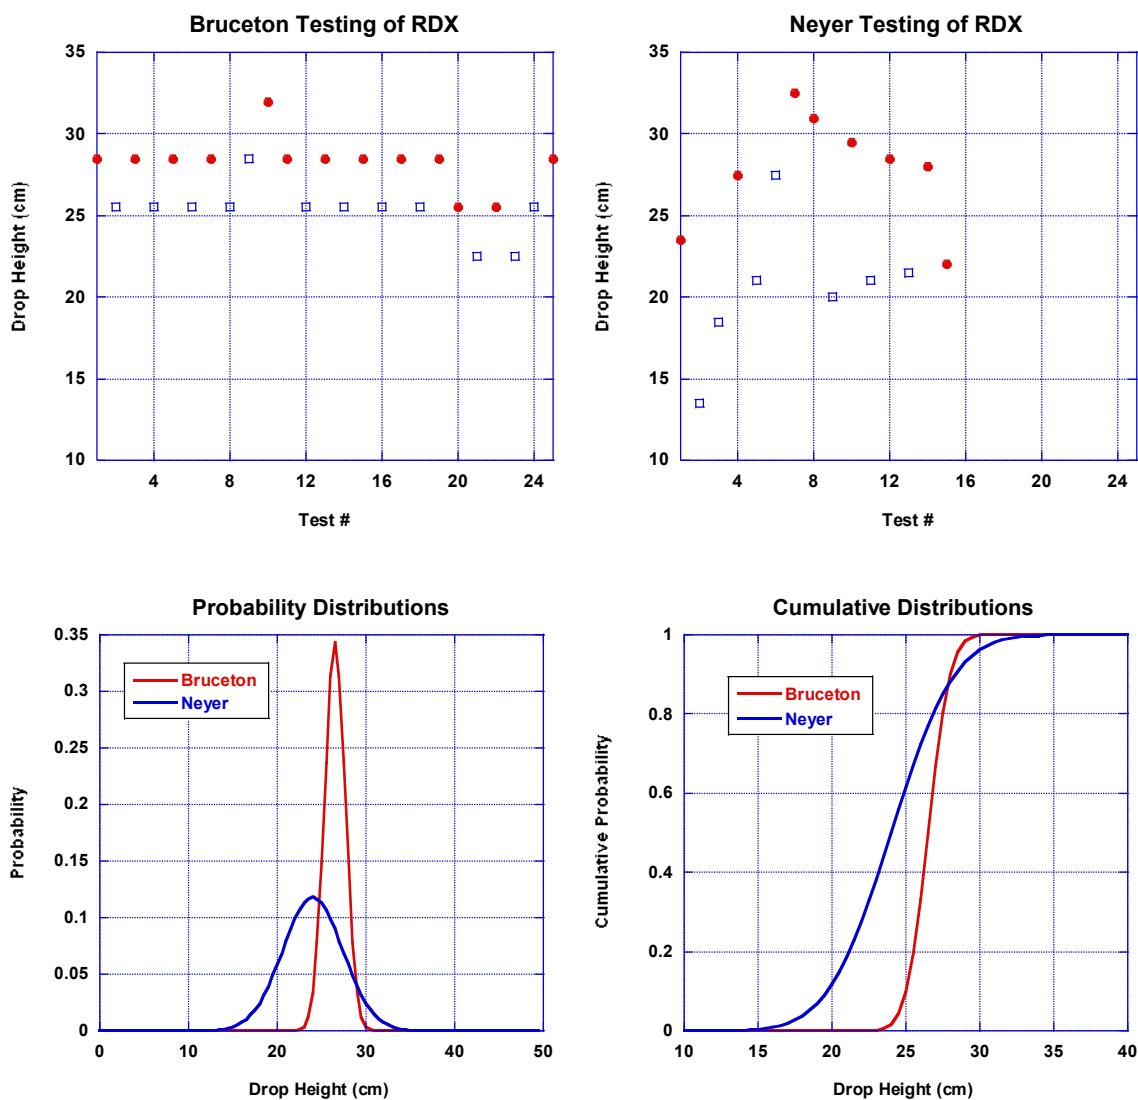 Bruceton Testing of RDX
35
30
25
20
15
10
Drop Height (cm)
4 8 12 16 20 24
Test #
Neyer Testing of RDX
35
30
25
20
15
10
Drop Height (cm)
4 8 12 16 20 24
Test #
Probability Distributions
0.35
0.3
0.25
0.2
0.15
0.1
0.05
0
Probability
Bruceton
Neyer
0 10 20 30 40 50
Drop Height (cm)
Cumulative Distributions
1
0.8
0.6
0.4
0.2
0
Cumulative Probability
Bruceton
Neyer
10 15 20 25 30 35 40
Drop Height (cm)